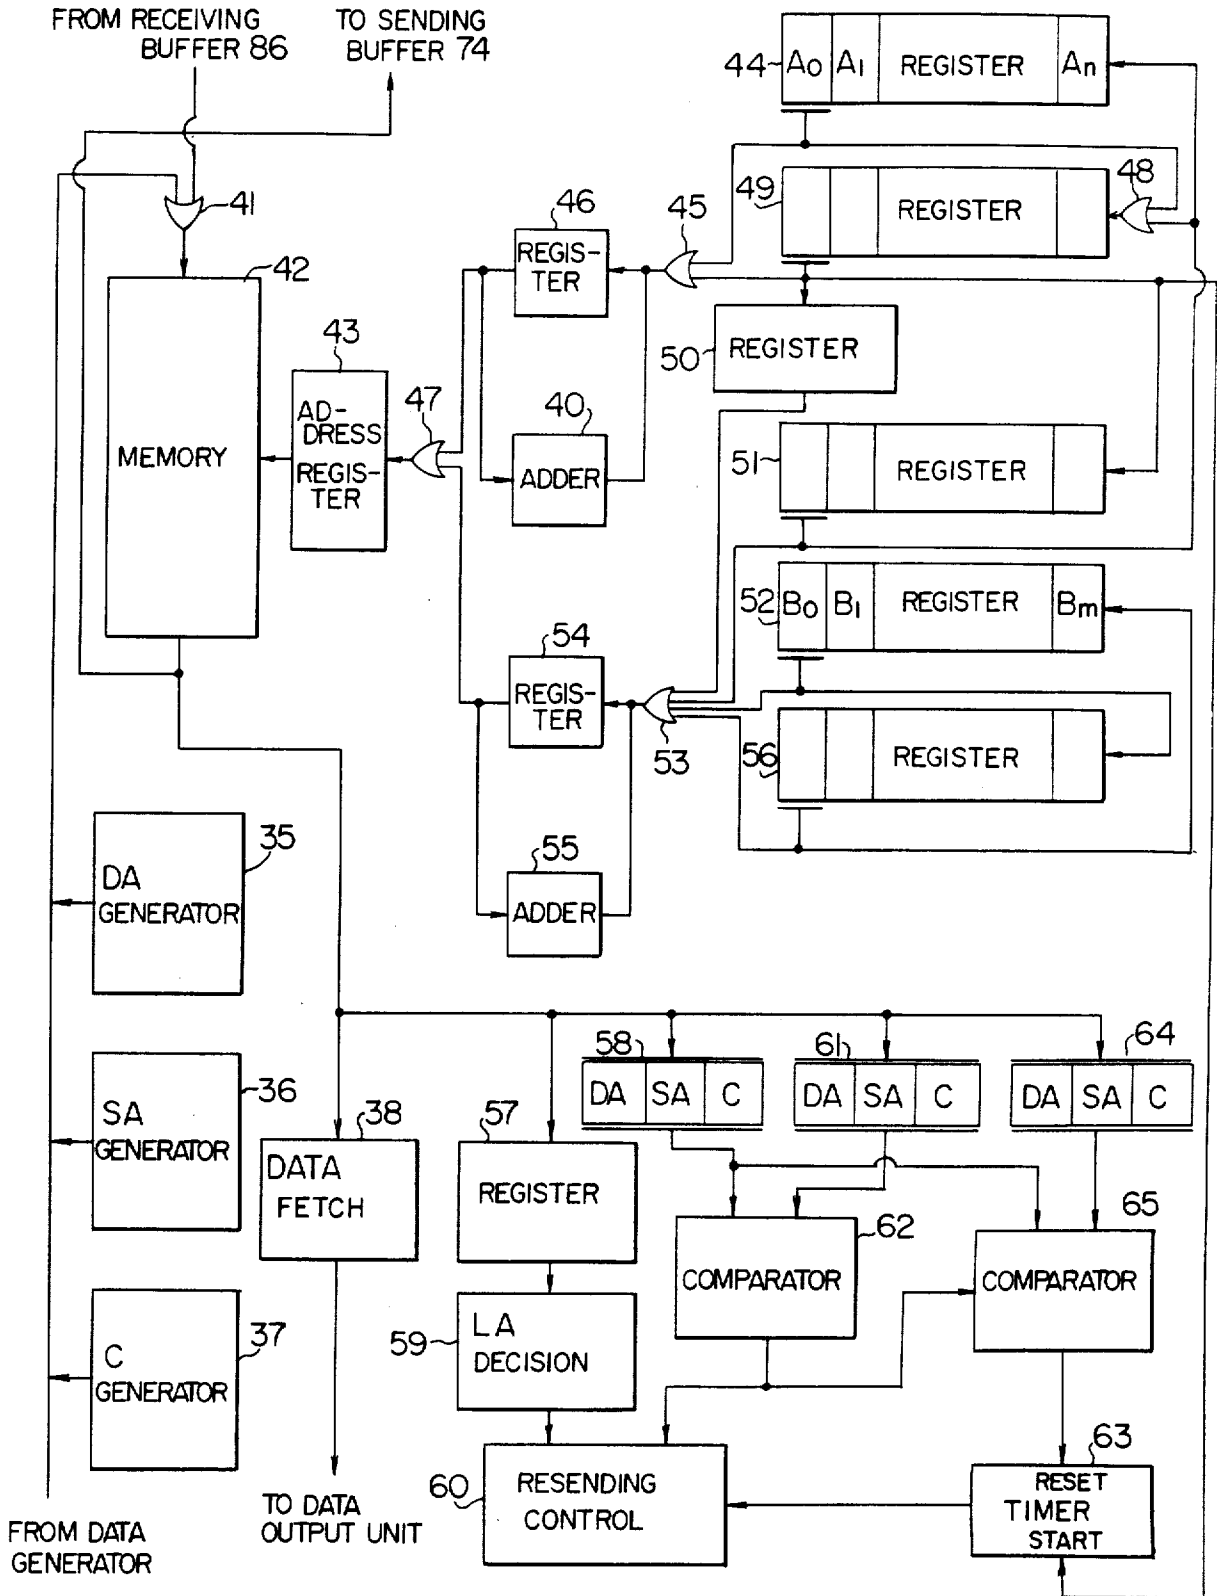 FROM RECEIVING
BUFFER 86
TO SENDING
BUFFER 74
44
A0
A1
REGISTER
An
41
46
REGIS-
TER
45
49
REGISTER
48
42
MEMORY
43
AD-
DRESS
REGIS-
TER
47
40
ADDER
50
REGISTER
51
REGISTER
52
B0
B1
REGISTER
Bm
54
REGIS-
TER
53
56
REGISTER
55
ADDER
35
DA
GENERATOR
36
SA
GENERATOR
37
C
GENERATOR
38
DATA
FETCH
57
REGISTER
58
DA
SA
C
61
DA
SA
C
64
DA
SA
C
62
COMPARATOR
65
COMPARATOR
59
LA
DECISION
60
RESENDING
CONTROL
63
RESET
TIMER
START
FROM DATA
GENERATOR
TO DATA
OUTPUT UNIT